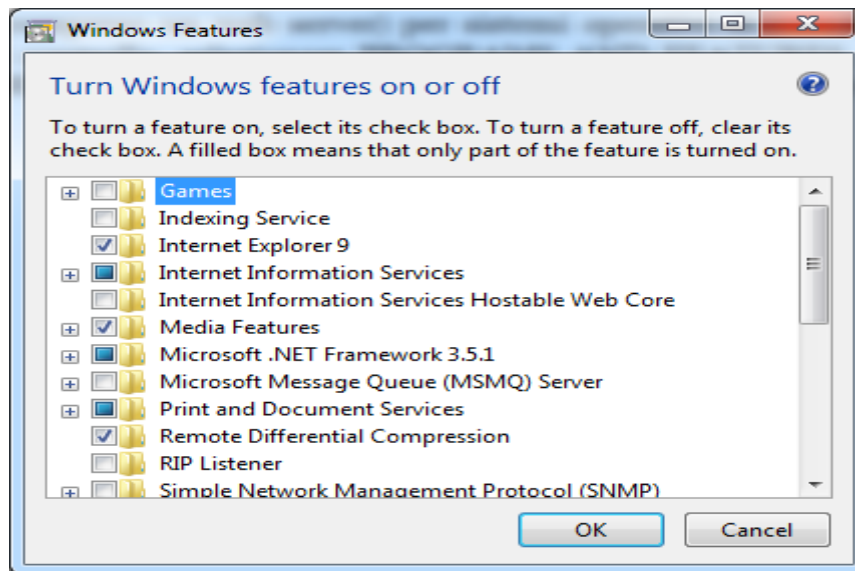 Windows Features
Turn Windows features on or off
To turn a feature on, select its check box. To turn a feature off, clear its
check box. A filled box means that only part of the feature is turned on.
Games
Indexing Service
Internet Explorer 9
Internet Information Services
Internet Information Services Hostable Web Core
Media Features
Microsoft .NET Framework 3.5.1
Microsoft Message Queue (MSMQ) Server
Print and Document Services
Remote Differential Compression
RIP Listener
Simple Network Management Protocol (SNMP)
OK Cancel